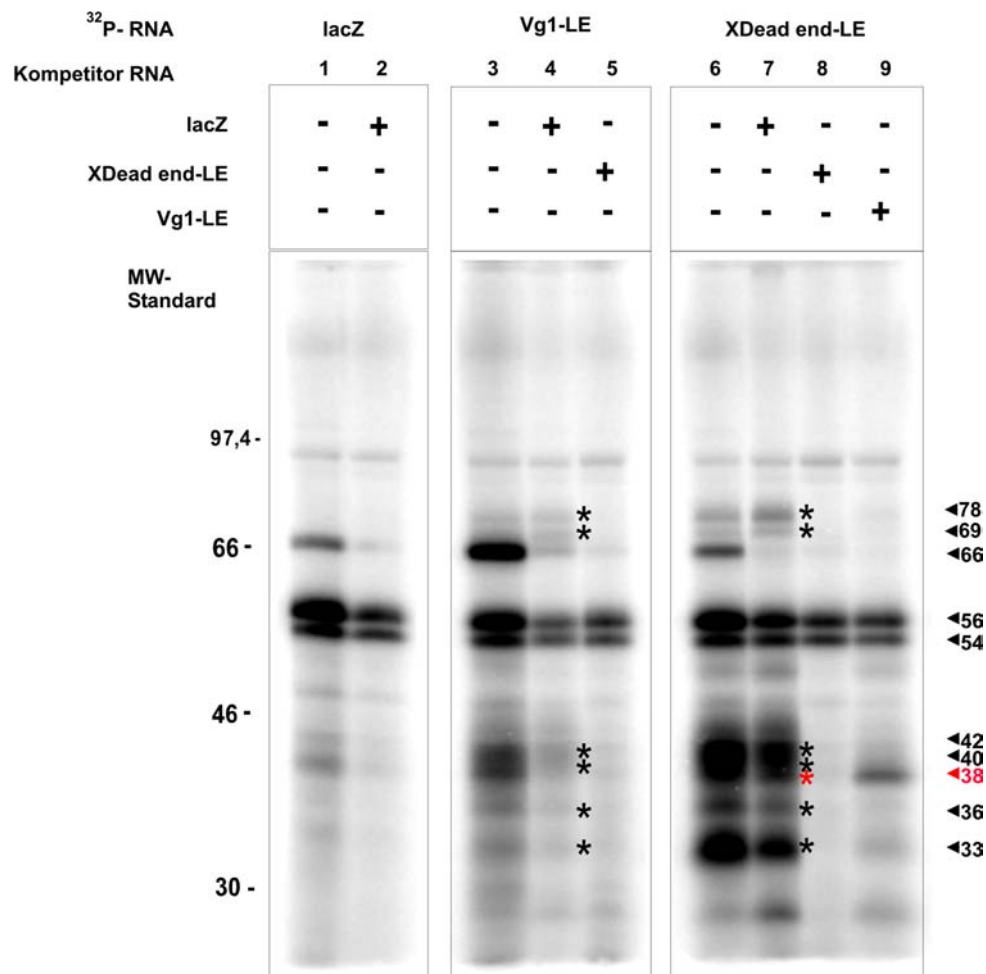 ³²P- RNA lacZ Vg1-LE XDead end-LE
Kompetitor RNA 1 2 3 4 5 6 7 8 9
lacZ - + - + - - + - -
XDead end-LE - - - - + - - + -
Vg1-LE - - - - - - - - +
MW-
Standard
97,4 -
* * ◄78
* * ◄69
66 - ◄66
◄56
◄54
46 -
* * ◄42
* * ◄40
* ◄38
* * ◄36
* * ◄33
30 -